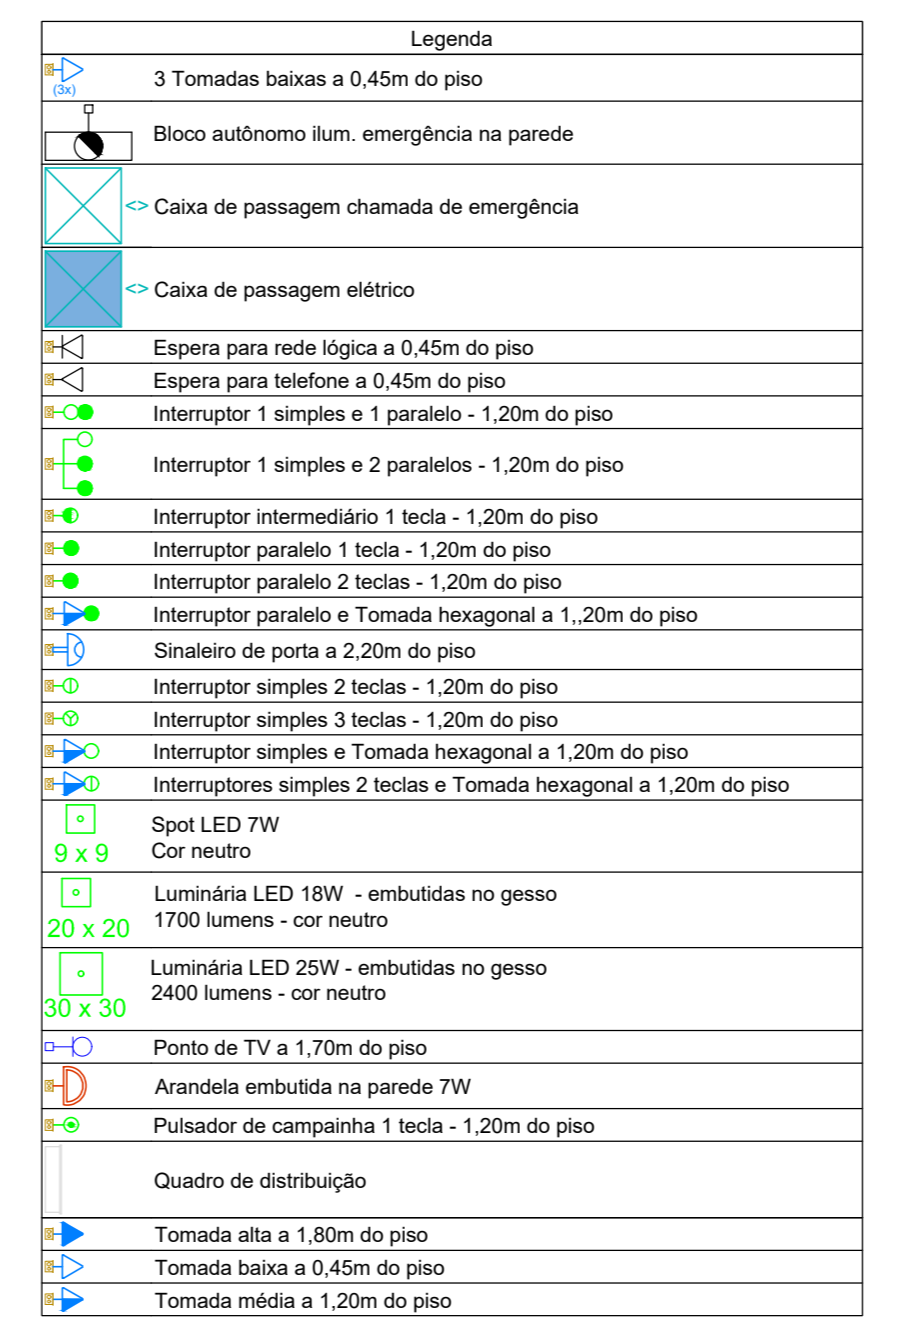 Legenda
(3x)
3 Tomadas baixas a 0,45m do piso
Bloco autônomo ilum. emergência na parede
<> Caixa de passagem chamada de emergência
<> Caixa de passagem elétrico
Espera para rede lógica a 0,45m do piso
Espera para telefone a 0,45m do piso
Interruptor 1 simples e 1 paralelo - 1,20m do piso
Interruptor 1 simples e 2 paralelos - 1,20m do piso
Interruptor intermediário 1 tecla - 1,20m do piso
Interruptor paralelo 1 tecla - 1,20m do piso
Interruptor paralelo 2 teclas - 1,20m do piso
Interruptor paralelo e Tomada hexagonal a 1,,20m do piso
Sinaleiro de porta a 2,20m do piso
Interruptor simples 2 teclas - 1,20m do piso
Interruptor simples 3 teclas - 1,20m do piso
Interruptor simples e Tomada hexagonal a 1,20m do piso
Interruptores simples 2 teclas e Tomada hexagonal a 1,20m do piso
9 x 9
Spot LED 7W
Cor neutro
20 x 20
Luminária LED 18W - embutidas no gesso
1700 lumens - cor neutro
30 x 30
Luminária LED 25W - embutidas no gesso
2400 lumens - cor neutro
Ponto de TV a 1,70m do piso
Arandela embutida na parede 7W
Pulsador de campainha 1 tecla - 1,20m do piso
Quadro de distribuição
Tomada alta a 1,80m do piso
Tomada baixa a 0,45m do piso
Tomada média a 1,20m do piso